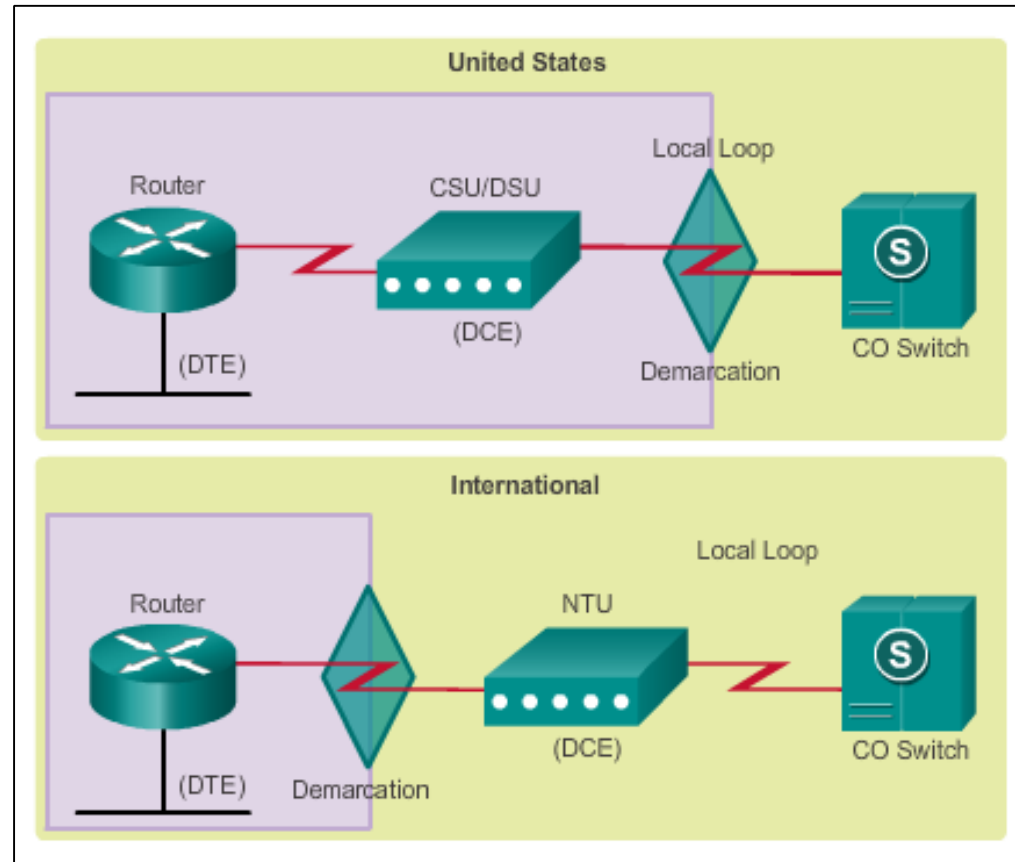 United States
Local Loop
Router
CSU/DSU
S
(DCE)
CO Switch
(DTE)
Demarcation
International
Local Loop
Router
NTU
S
(DCE)
CO Switch
(DTE)
Demarcation